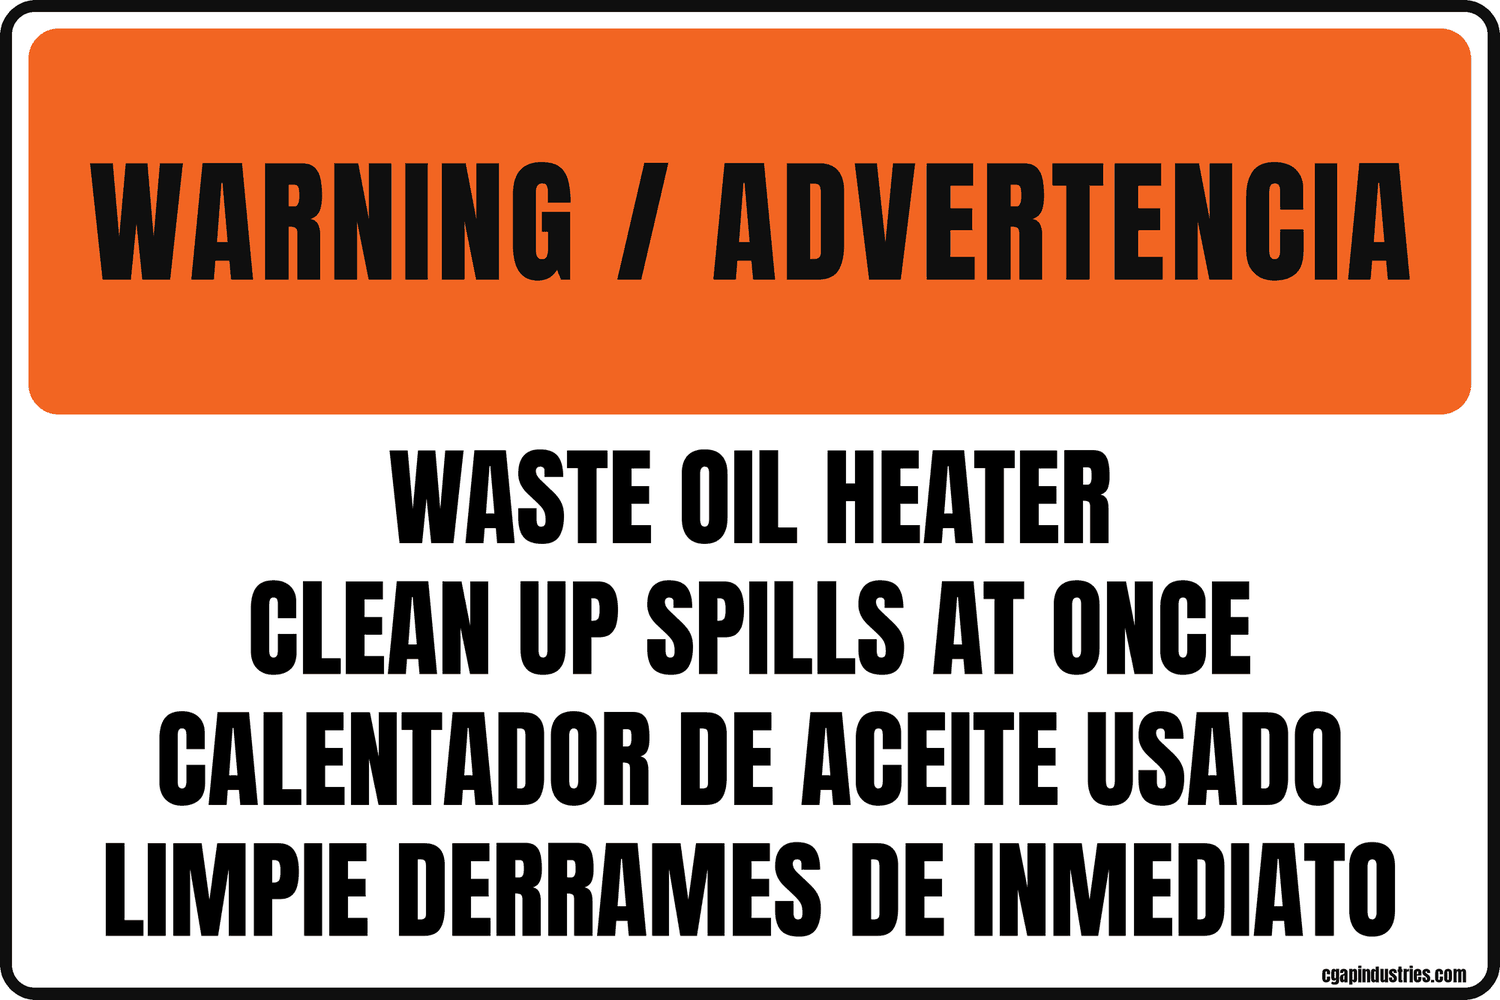 WARNING / ADVERTENCIA
WASTE OIL HEATER
CLEAN UP SPILLS AT ONCE
CALENTADOR DE ACEITE USADO
LIMPIE DERRAMES DE INMEDIATO
cgapindustries.com